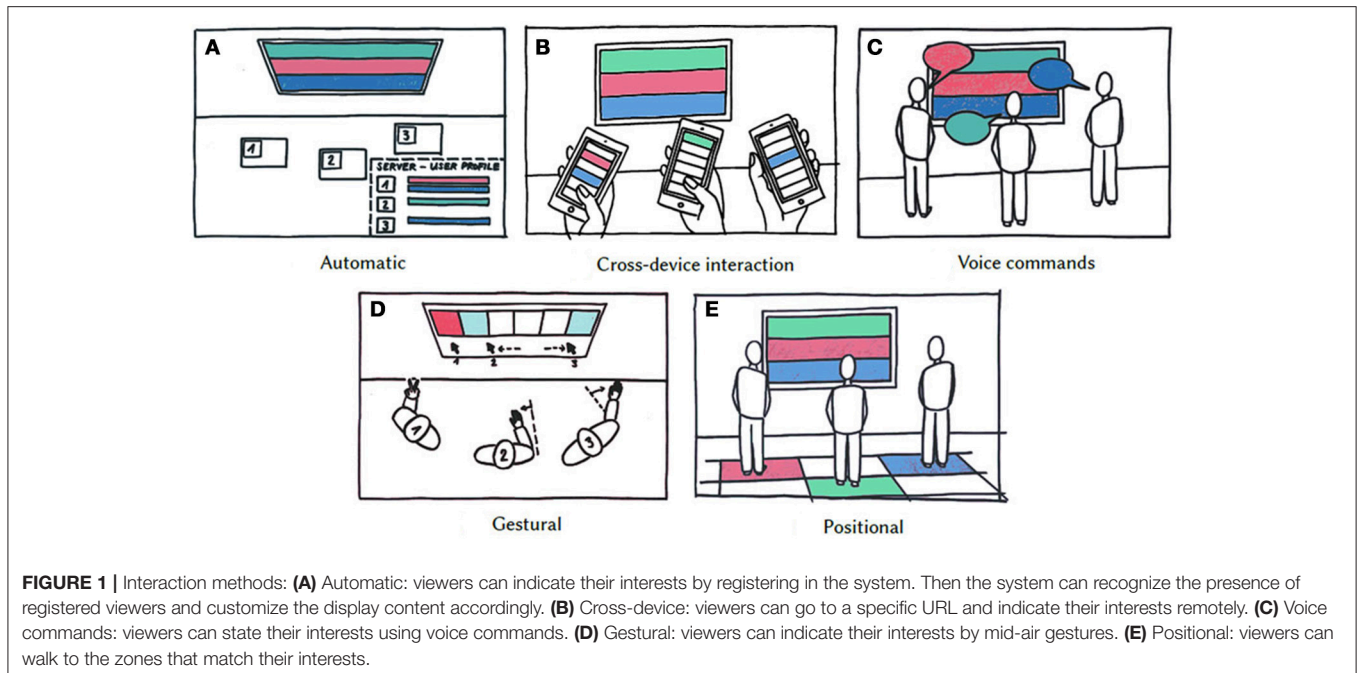 A
1
2
3
SERVER - USER PROFILE
1
2
3
Automatic
B
Cross-device interaction
C
Voice commands
D
1
2
3
1
2
3
Gestural
E
Positional
FIGURE 1 | Interaction methods: (A) Automatic: viewers can indicate their interests by registering in the system. Then the system can recognize the presence of
registered viewers and customize the display content accordingly. (B) Cross-device: viewers can go to a specific URL and indicate their interests remotely. (C) Voice
commands: viewers can state their interests using voice commands. (D) Gestural: viewers can indicate their interests by mid-air gestures. (E) Positional: viewers can
walk to the zones that match their interests.